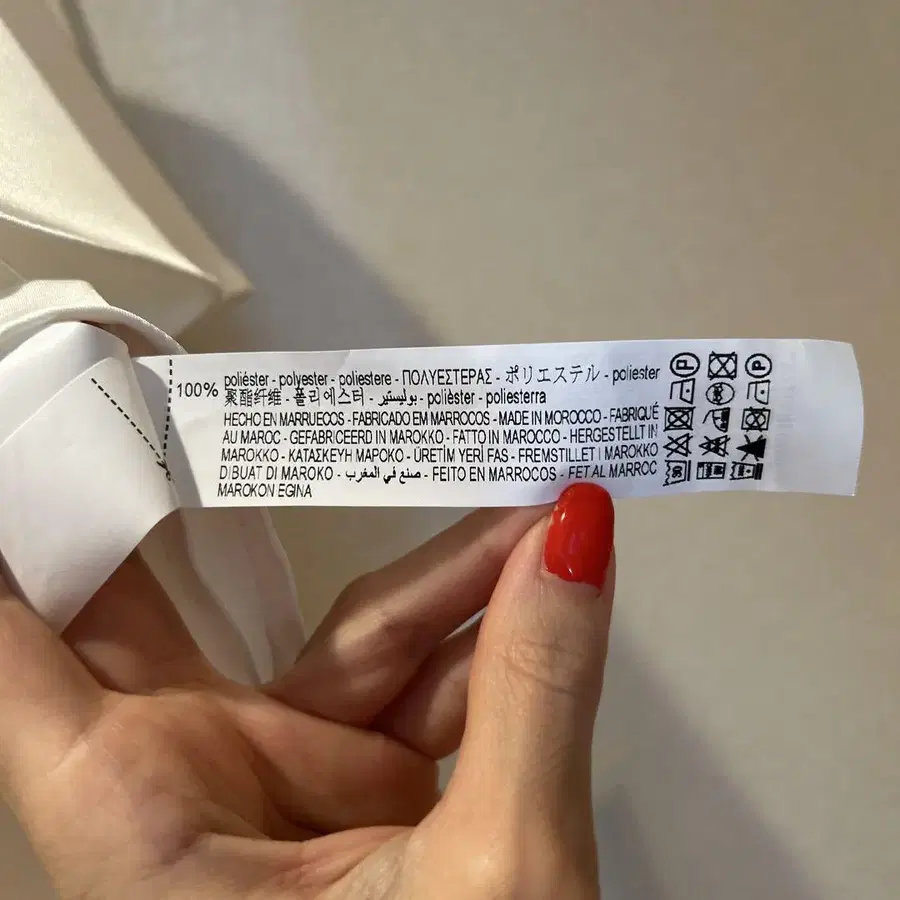 100% poliéster - polyester - poliestere - ΠΟΛΥΕΣΤΕΡΑΣ - ポリエステル - poliester
聚酯纤维 - 폴리에스터 - بوليستير - polièster - poliesterra
HECHO EN MARRUECOS - FABRICADO EM MARROCOS - MADE IN MOROCCO - FABRIQUÉ
AU MAROC - GEFABRICEERD IN MAROKKO - FATTO IN MAROCCO - HERGESTELLT IN
MAROKKO - ΚΑΤΑΣΚΕΥΗ ΜΑΡΟΚΟ - ÜRETİM YERİ FAS - FREMSTILLET I MAROKKO
DIBUAT DI MAROKO - صنع في المغرب - FEITO EN MARROCOS - FET AL MARROC
MAROKON EGINA
P P